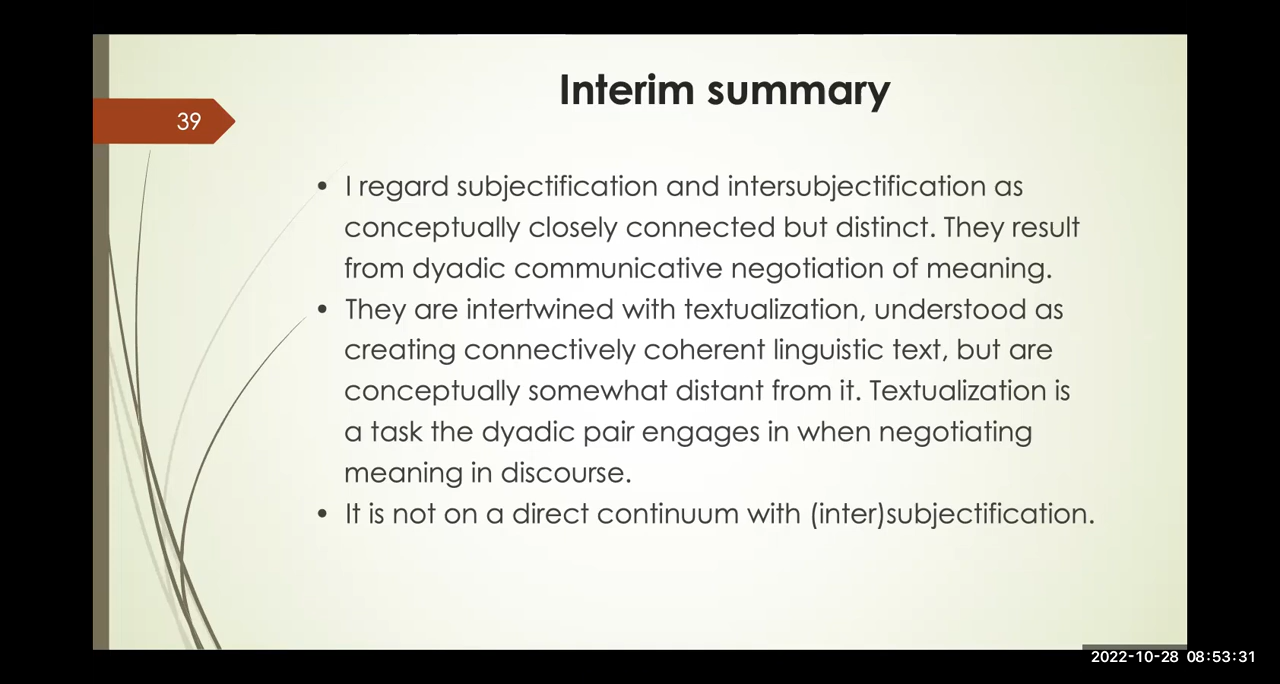 Interim summary
39
• I regard subjectification and intersubjectification as
conceptually closely connected but distinct. They result
from dyadic communicative negotiation of meaning.
• They are intertwined with textualization, understood as
creating connectively coherent linguistic text, but are
conceptually somewhat distant from it. Textualization is
a task the dyadic pair engages in when negotiating
meaning in discourse.
• It is not on a direct continuum with (inter)subjectification.
2022-10-28 08:53:31